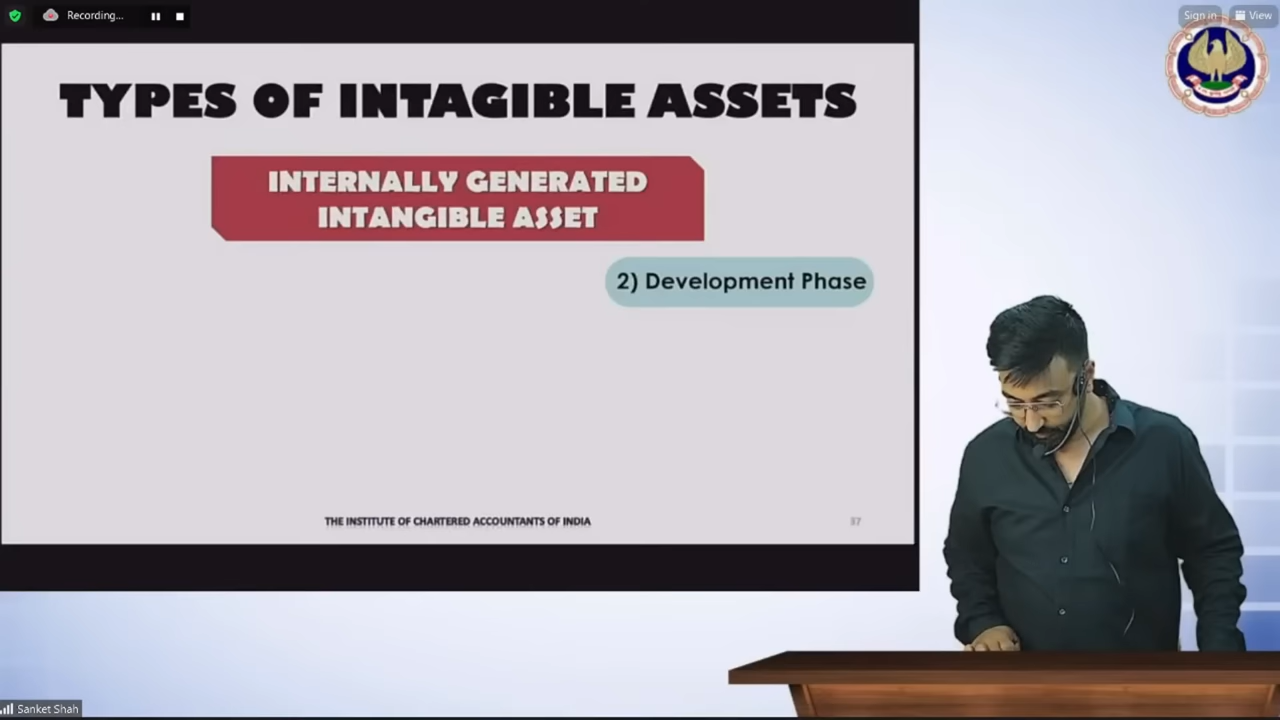 Recording...
Sign in
View
TYPES OF INTAGIBLE ASSETS
INTERNALLY GENERATED
INTANGIBLE ASSET
2) Development Phase
THE INSTITUTE OF CHARTERED ACCOUNTANTS OF INDIA
37
Sanket Shah